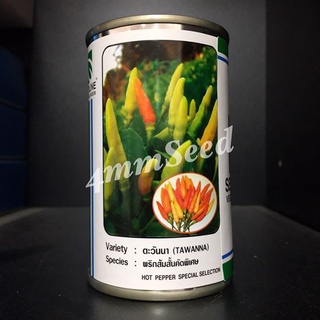 4mmSeed
Variety : ตะวันนา (TAWANNA)
Species : พริกส้มสั้นคัดพิเศษ
HOT PEPPER SPECIAL SELECTION